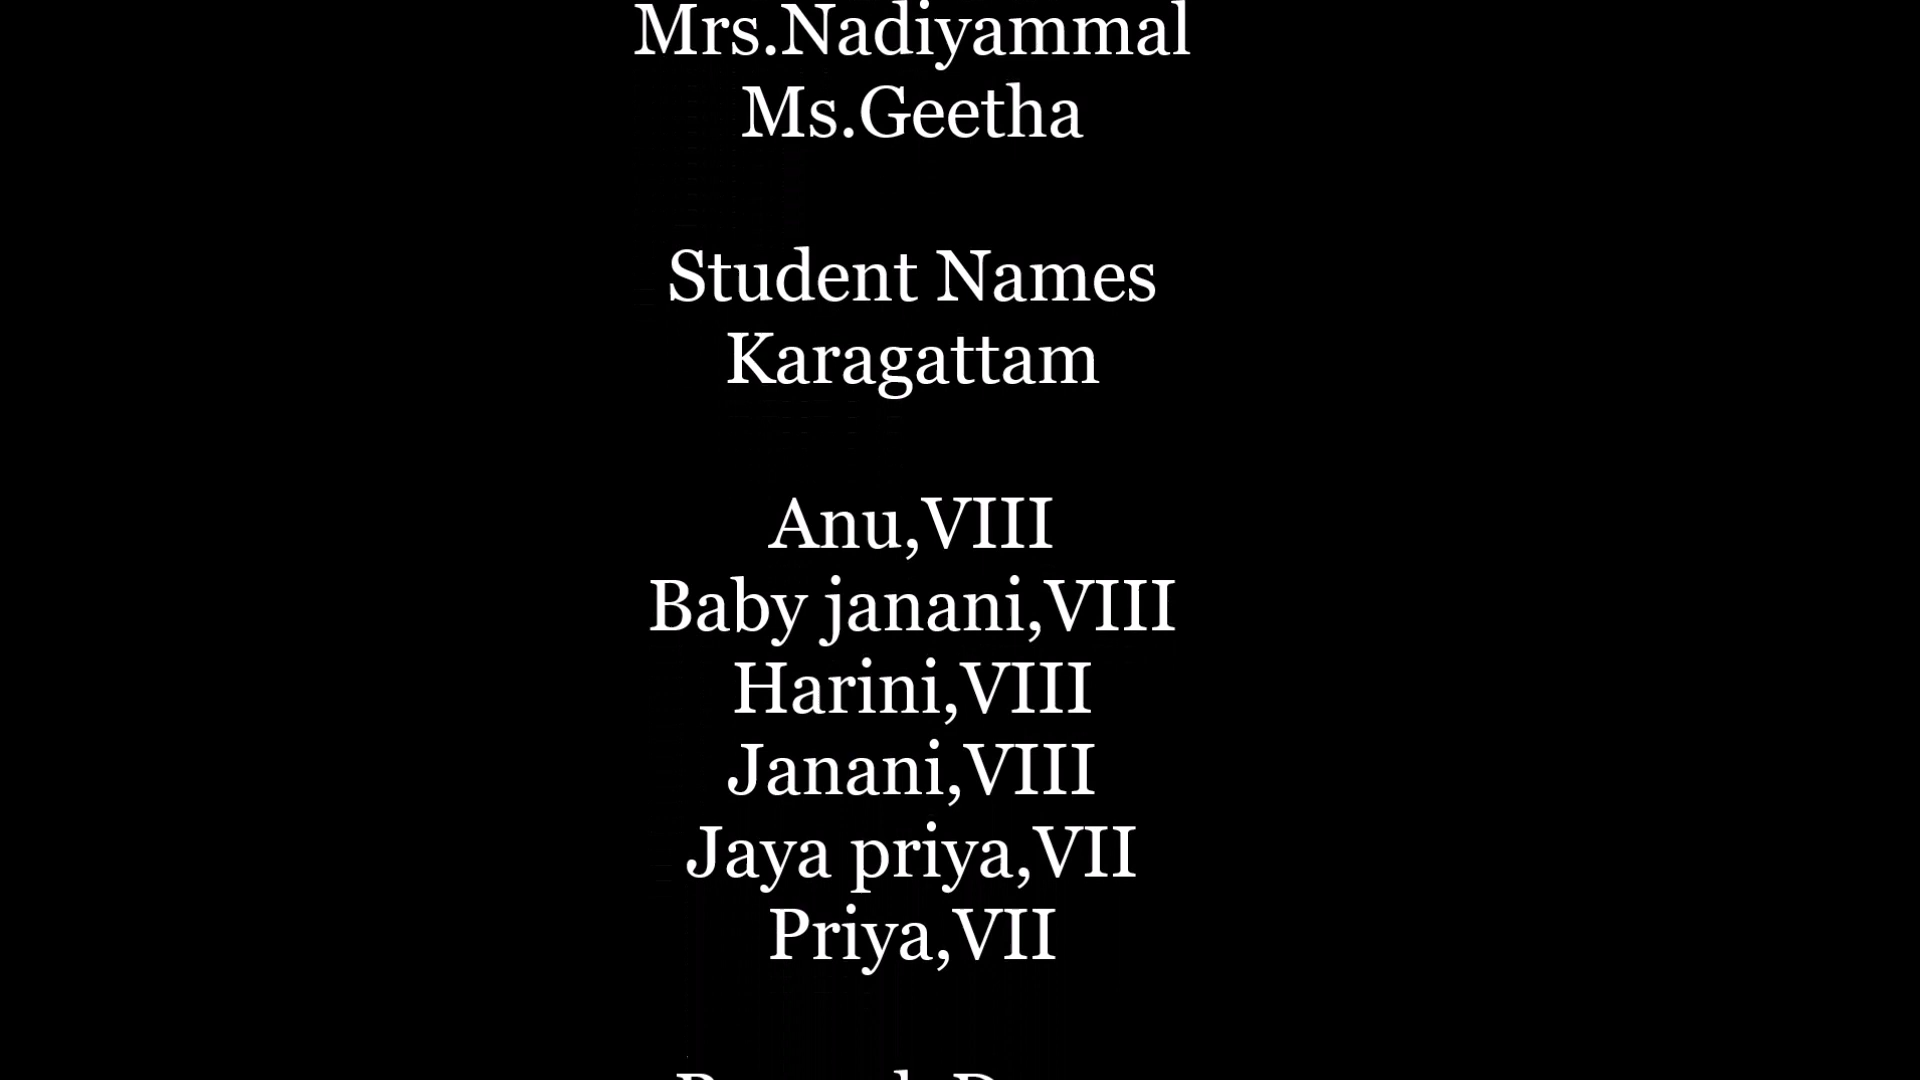 Mrs.Nadiyammal
Ms.Geetha
Student Names
Karagattam
Anu,VIII
Baby janani,VIII
Harini,VIII
Janani,VIII
Jaya priya,VII
Priya,VII